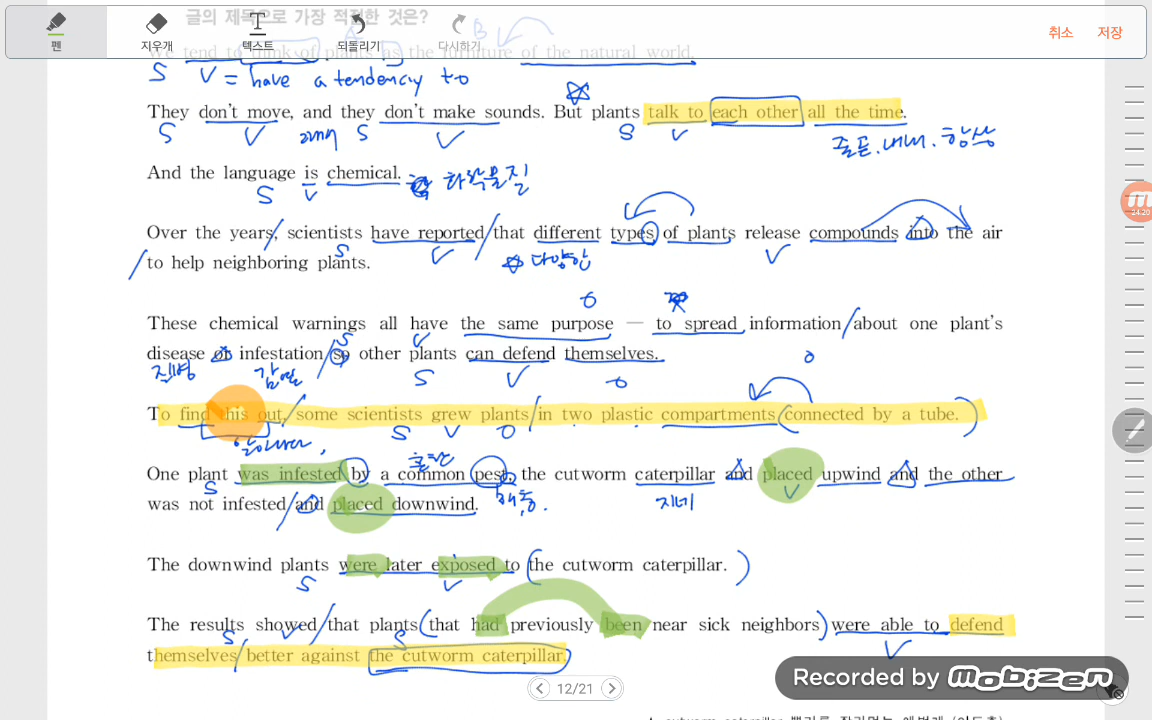 글의 제목으로 가장 적절한 것은?
펜 지우개 텍스트 되돌리기 다시하기 취소 저장
We tend to think of plants as the furniture of the natural world.
S V = have a tendency to
They don't move, and they don't make sounds. But plants talk to each other all the time.
S V S V S V 줄곧. 내내. 항상
And the language is chemical. 화학물질
S V
Over the years, scientists have reported that different types of plants release compounds into the air
S V 다양한 V
to help neighboring plants.
These chemical warnings all have the same purpose — to spread information about one plant's
S V
disease or infestation so other plants can defend themselves.
질병 감염 S V o
To find this out, some scientists grew plants in two plastic compartments connected by a tube.
S V O
One plant was infested by a common pest, the cutworm caterpillar and placed upwind and the other
S 흔한 해충. 지네 V
was not infested and placed downwind.
The downwind plants were later exposed to the cutworm caterpillar.
S V
The results showed that plants that had previously been near sick neighbors were able to defend
S V S V
themselves better against the cutworm caterpillar.
12/21
Recorded by MOBIZEN
24:20